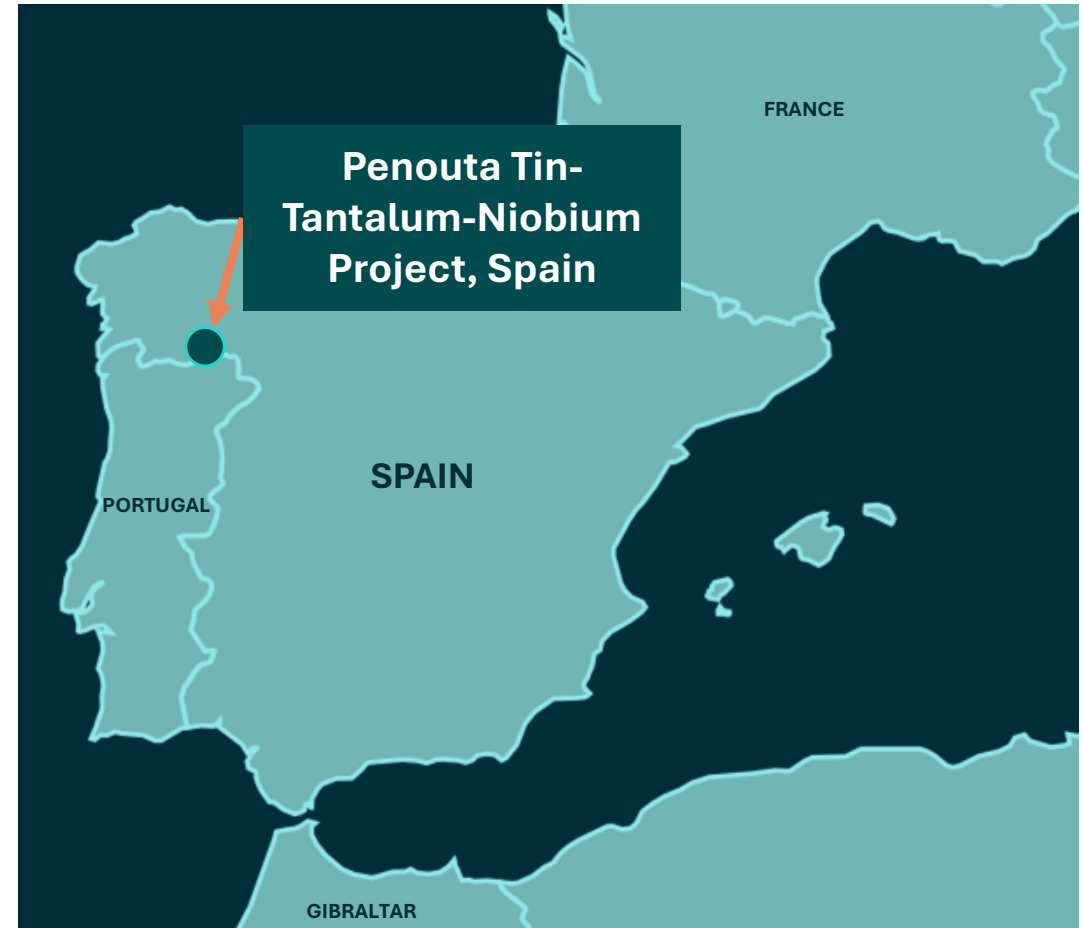 FRANCE
Penouta Tin-
Tantalum-Niobium
Project, Spain
SPAIN
PORTUGAL
GIBRALTAR